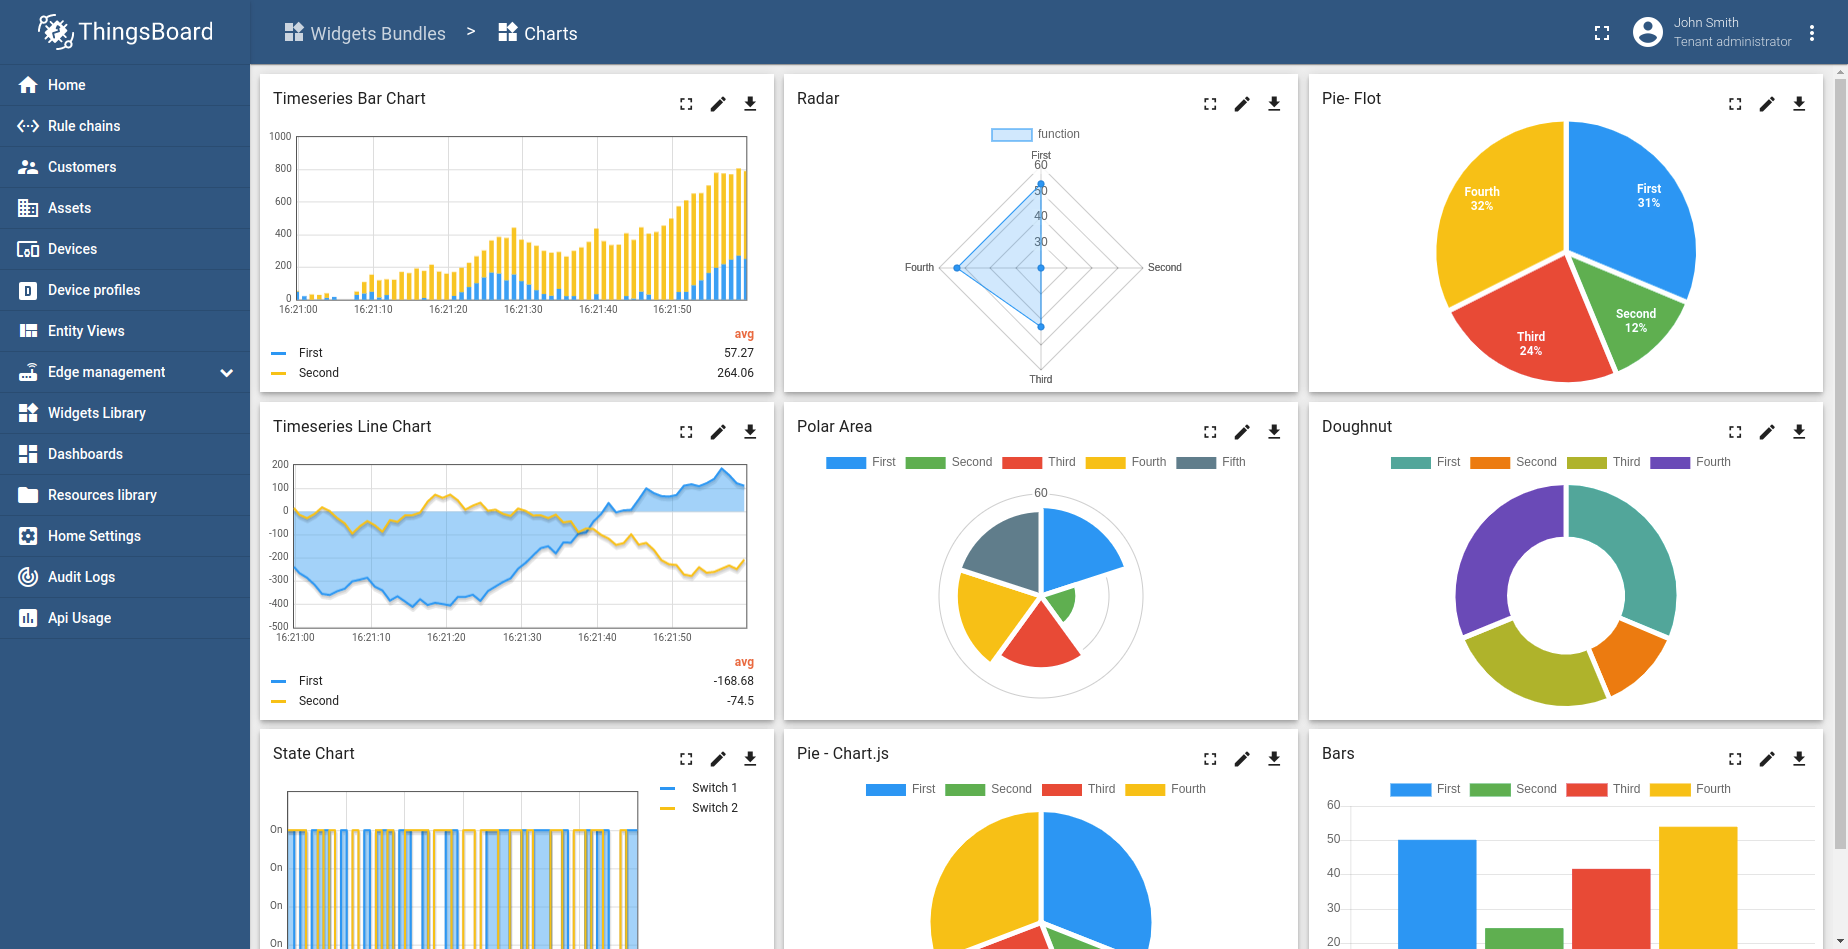 ThingsBoard
Widgets Bundles > Charts
John Smith
Tenant administrator
Home
Rule chains
Customers
Assets
Devices
Device profiles
Entity Views
Edge management
Widgets Library
Dashboards
Resources library
Home Settings
Audit Logs
Api Usage
Timeseries Bar Chart
1000
800
600
400
200
0
16:21:00 16:21:10 16:21:20 16:21:30 16:21:40 16:21:50
avg
First 57.27
Second 264.06
Radar
function
First
60
50
40
30
Fourth Second
Third
Pie- Flot
First
31%
Fourth
32%
Second
12%
Third
24%
Timeseries Line Chart
200
100
0
-100
-200
-300
-400
-500
16:21:00 16:21:10 16:21:20 16:21:30 16:21:40 16:21:50
avg
First -168.68
Second -74.5
Polar Area
First Second Third Fourth Fifth
60
Doughnut
First Second Third Fourth
State Chart
Switch 1
Switch 2
On
On
On
On
Pie - Chart.js
First Second Third Fourth
Bars
First Second Third Fourth
60
50
40
30
20